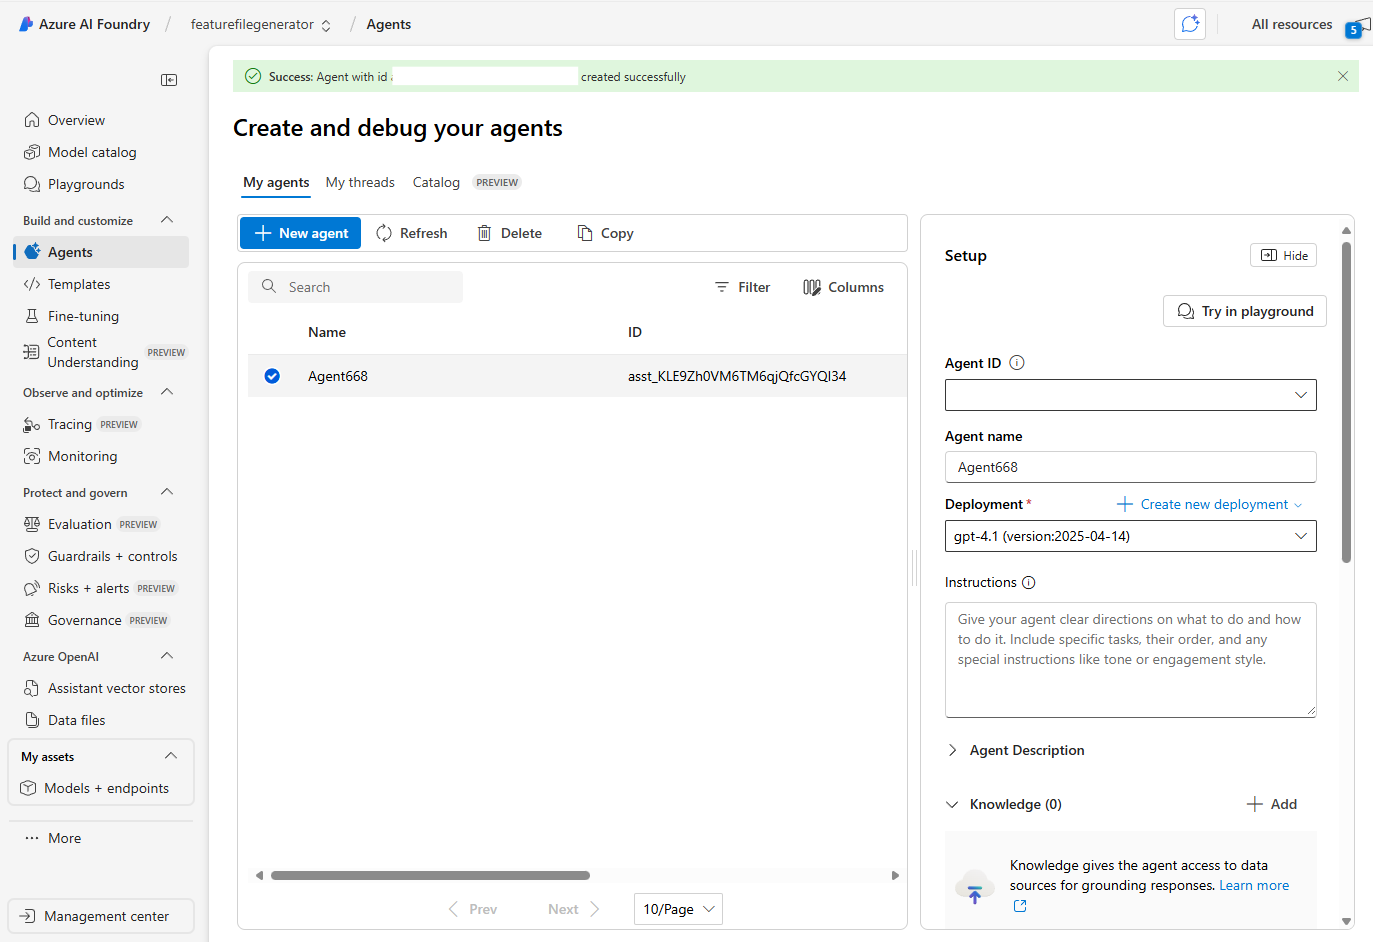 Azure AI Foundry / featurefilegenerator / Agents
All resources
5
Success: Agent with id created successfully
Create and debug your agents
My agents My threads Catalog PREVIEW
New agent Refresh Delete Copy
Search
Filter Columns
Name ID
Agent668 asst_KLE9Zh0VM6TM6qjQfcGYQI34
Prev Next 10/Page
Overview
Model catalog
Playgrounds
Build and customize
Agents
Templates
Fine-tuning
Content
Understanding PREVIEW
Observe and optimize
Tracing PREVIEW
Monitoring
Protect and govern
Evaluation PREVIEW
Guardrails + controls
Risks + alerts PREVIEW
Governance PREVIEW
Azure OpenAI
Assistant vector stores
Data files
My assets
Models + endpoints
More
Management center
Setup
Hide
Try in playground
Agent ID
Agent name
Agent668
Deployment * Create new deployment
gpt-4.1 (version:2025-04-14)
Instructions
Give your agent clear directions on what to do and how
to do it. Include specific tasks, their order, and any
special instructions like tone or engagement style.
Agent Description
Knowledge (0) Add
Knowledge gives the agent access to data
sources for grounding responses. Learn more